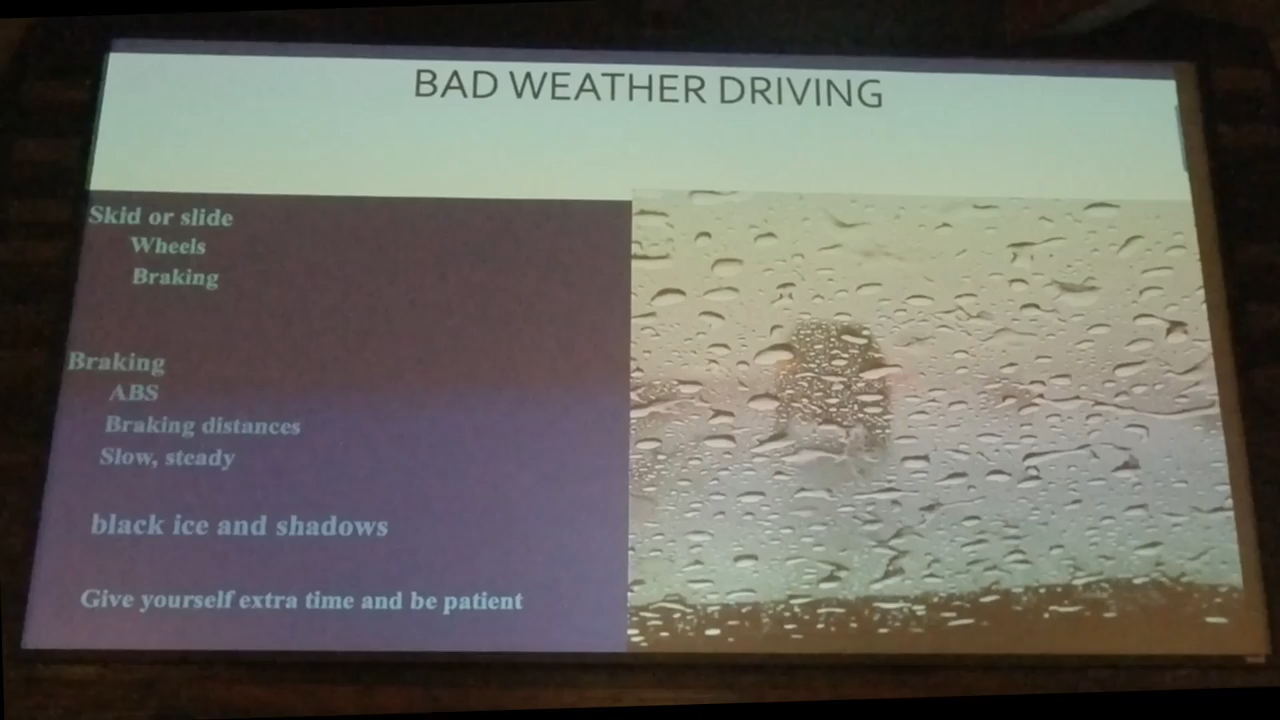 BAD WEATHER DRIVING
Skid or slide
Wheels
Braking
Braking
ABS
Braking distances
Slow, steady
black ice and shadows
Give yourself extra time and be patient